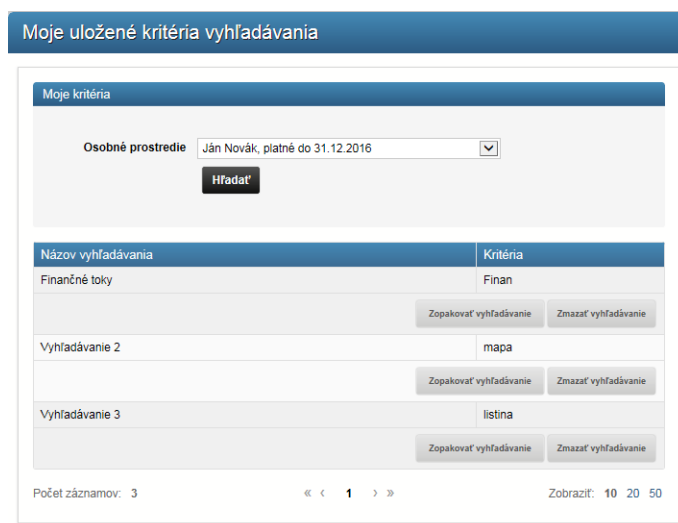 Moje uložené kritéria vyhľadávania
Moje kritéria
Osobné prostredie Ján Novák, platné do 31.12.2016
Hľadať
Názov vyhľadávania Kritéria
Finančné toky Finan
Zopakovať vyhľadávanie Zmazať vyhľadávanie
Vyhľadávanie 2 mapa
Zopakovať vyhľadávanie Zmazať vyhľadávanie
Vyhľadávanie 3 listina
Zopakovať vyhľadávanie Zmazať vyhľadávanie
Počet záznamov: 3 « ‹ 1 › » Zobraziť: 10 20 50